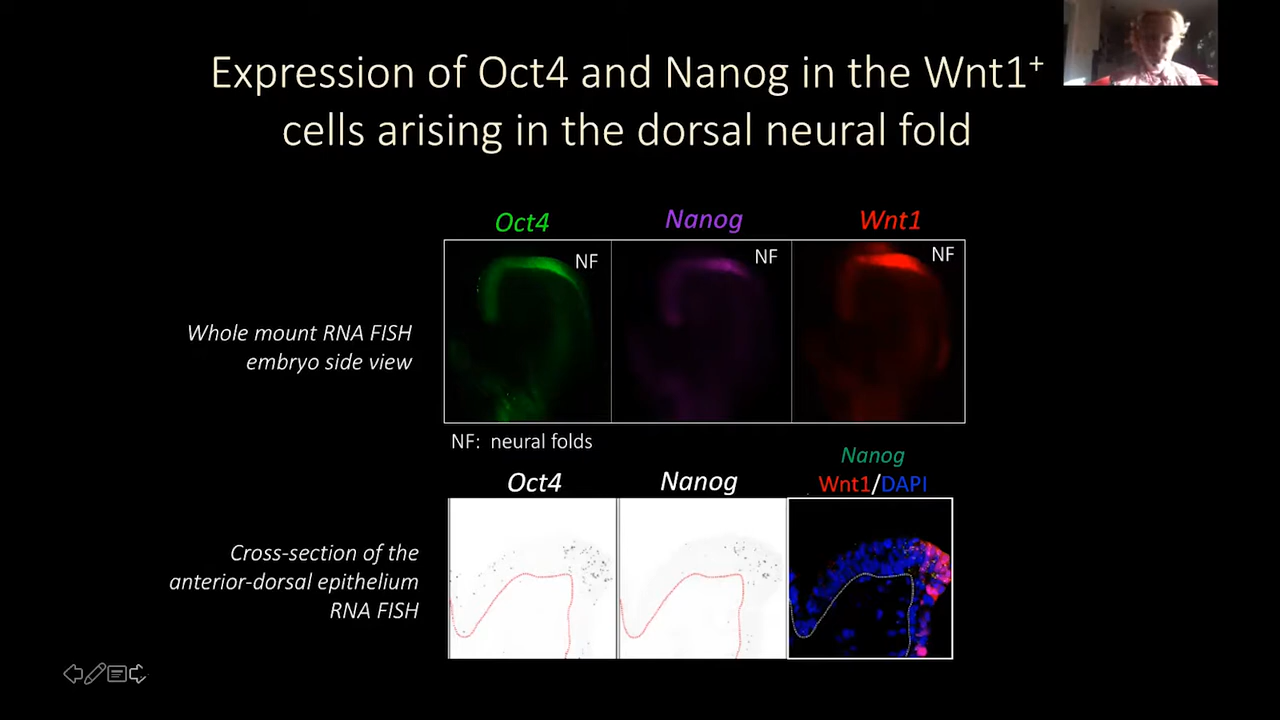 Expression of Oct4 and Nanog in the Wnt1+
cells arising in the dorsal neural fold
Oct4 Nanog Wnt1
NF NF NF
Whole mount RNA FISH
embryo side view
NF: neural folds
Nanog
Oct4 Nanog Wnt1/DAPI
Cross-section of the
anterior-dorsal epithelium
RNA FISH